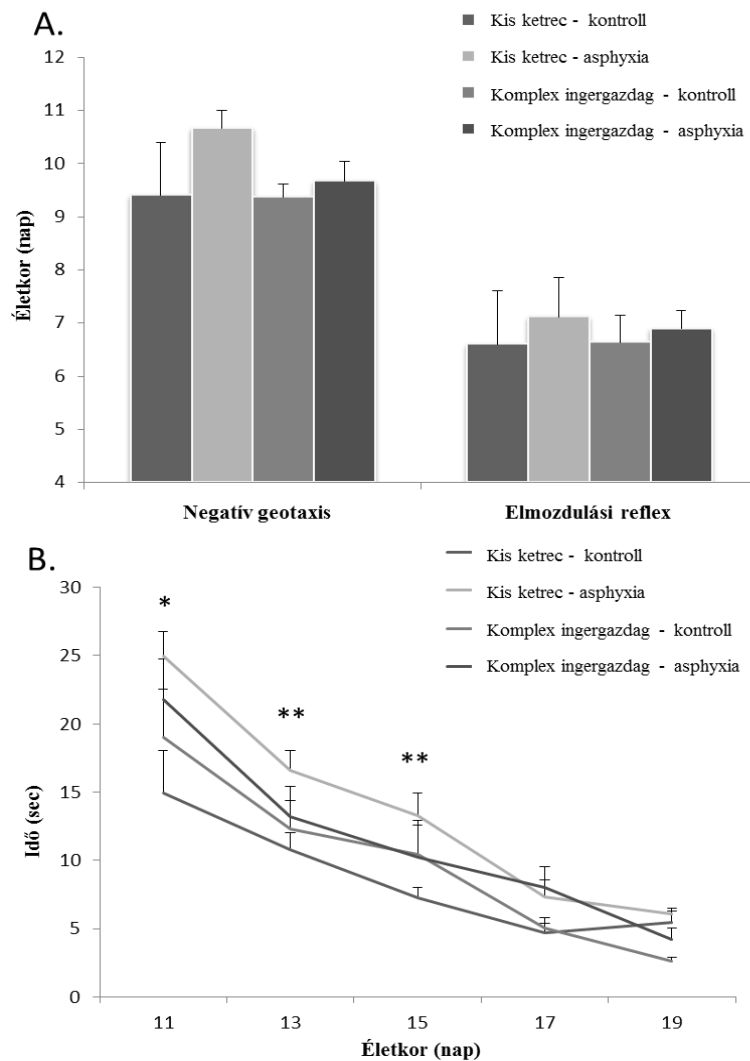 A.
Kis ketrec - kontroll
Kis ketrec - asphyxia
Komplex ingergazdag - kontroll
Komplex ingergazdag - asphyxia
Életkor (nap)
12
11
10
9
8
7
6
5
4
Negatív geotaxis Elmozdulási reflex
B.
Kis ketrec - kontroll
Kis ketrec - asphyxia
Komplex ingergazdag - kontroll
Komplex ingergazdag - asphyxia
Idő (sec)
30
25
20
15
10
5
0
*
**
**
11 13 15 17 19
Életkor (nap)